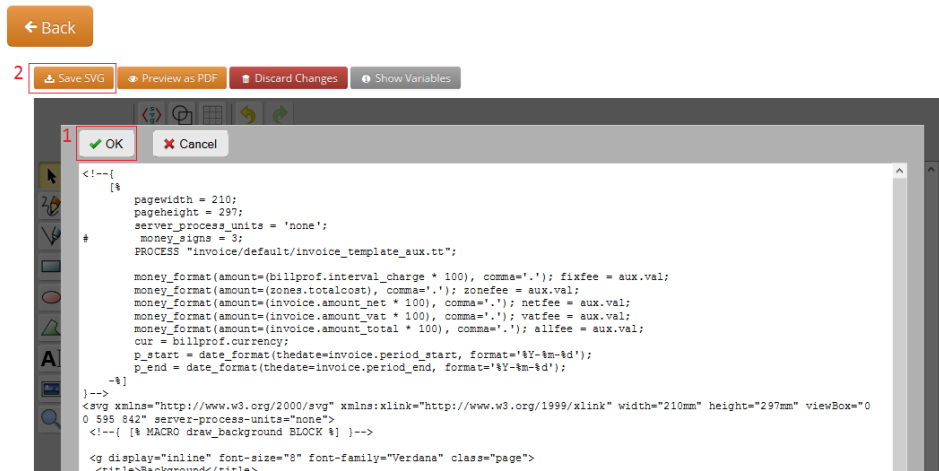 Back
2
Save SVG
Preview as PDF
Discard Changes
Show Variables
1
OK
Cancel
<!--{
[%
pagewidth = 210;
pageheight = 297;
server_process_units = 'none';
# money_signs = 3;
PROCESS "invoice/default/invoice_template_aux.tt";
money_format(amount=(billprof.interval_charge * 100), comma='.'); fixfee = aux.val;
money_format(amount=(zones.totalcost), comma='.'); zonefee = aux.val;
money_format(amount=(invoice.amount_net * 100), comma='.'); netfee = aux.val;
money_format(amount=(invoice.amount_vat * 100), comma='.'); vatfee = aux.val;
money_format(amount=(invoice.amount_total * 100), comma='.'); allfee = aux.val;
cur = billprof.currency;
p_start = date_format(thedate=invoice.period_start, format='%Y-%m-%d');
p_end = date_format(thedate=invoice.period_end, format='%Y-%m-%d');
-%]
}-->
<svg xmlns="http://www.w3.org/2000/svg" xmlns:xlink="http://www.w3.org/1999/xlink" width="210mm" height="297mm" viewBox="0
0 595 842" server-process-units="none">
<!--{ [% MACRO draw_background BLOCK %] }-->
<g display="inline" font-size="8" font-family="Verdana" class="page">
<title>Background</title>